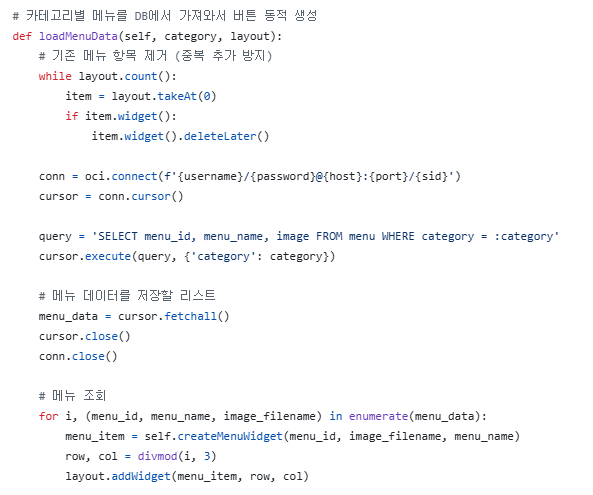 # 카테고리별 메뉴를 DB에서 가져와서 버튼 동적 생성
def loadMenuData(self, category, layout):
    # 기존 메뉴 항목 제거 (중복 추가 방지)
    while layout.count():
        item = layout.takeAt(0)
        if item.widget():
            item.widget().deleteLater()

    conn = oci.connect(f'{username}/{password}@{host}:{port}/{sid}')
    cursor = conn.cursor()

    query = 'SELECT menu_id, menu_name, image FROM menu WHERE category = :category'
    cursor.execute(query, {'category': category})

    # 메뉴 데이터를 저장할 리스트
    menu_data = cursor.fetchall()
    cursor.close()
    conn.close()

    # 메뉴 조회
    for i, (menu_id, menu_name, image_filename) in enumerate(menu_data):
        menu_item = self.createMenuWidget(menu_id, image_filename, menu_name)
        row, col = divmod(i, 3)
        layout.addWidget(menu_item, row, col)